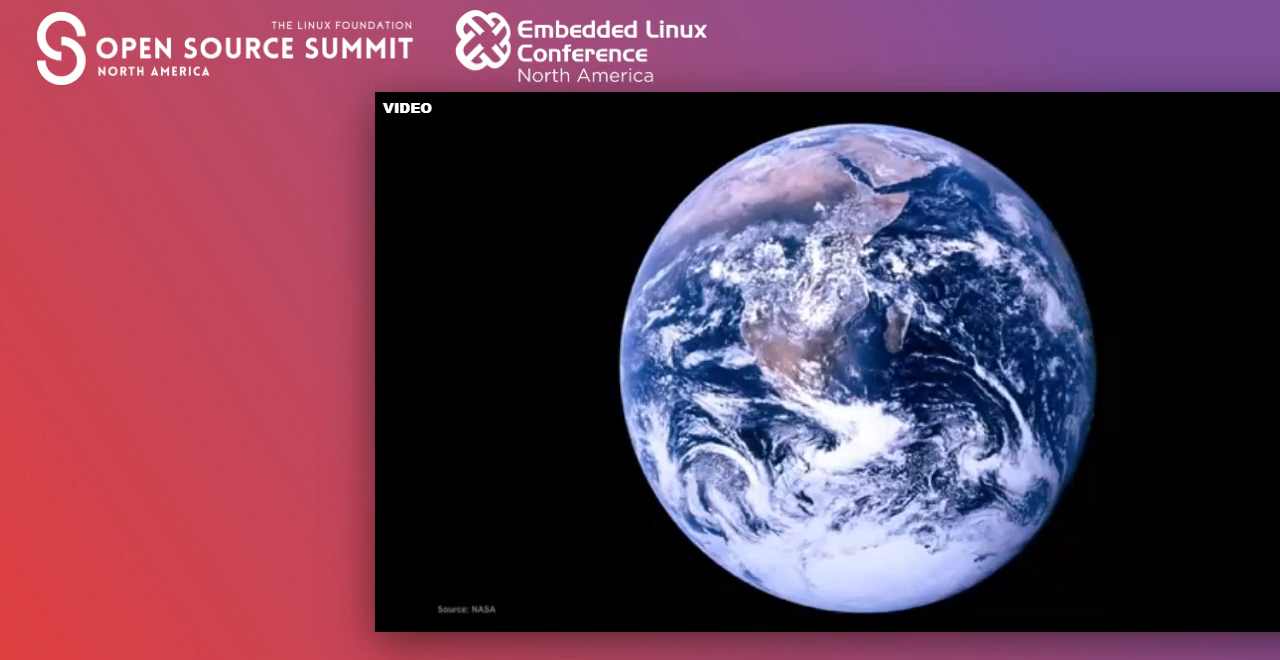 THE LINUX FOUNDATION
OPEN SOURCE SUMMIT
NORTH AMERICA
Embedded Linux
Conference
North America
VIDEO
Source: NASA